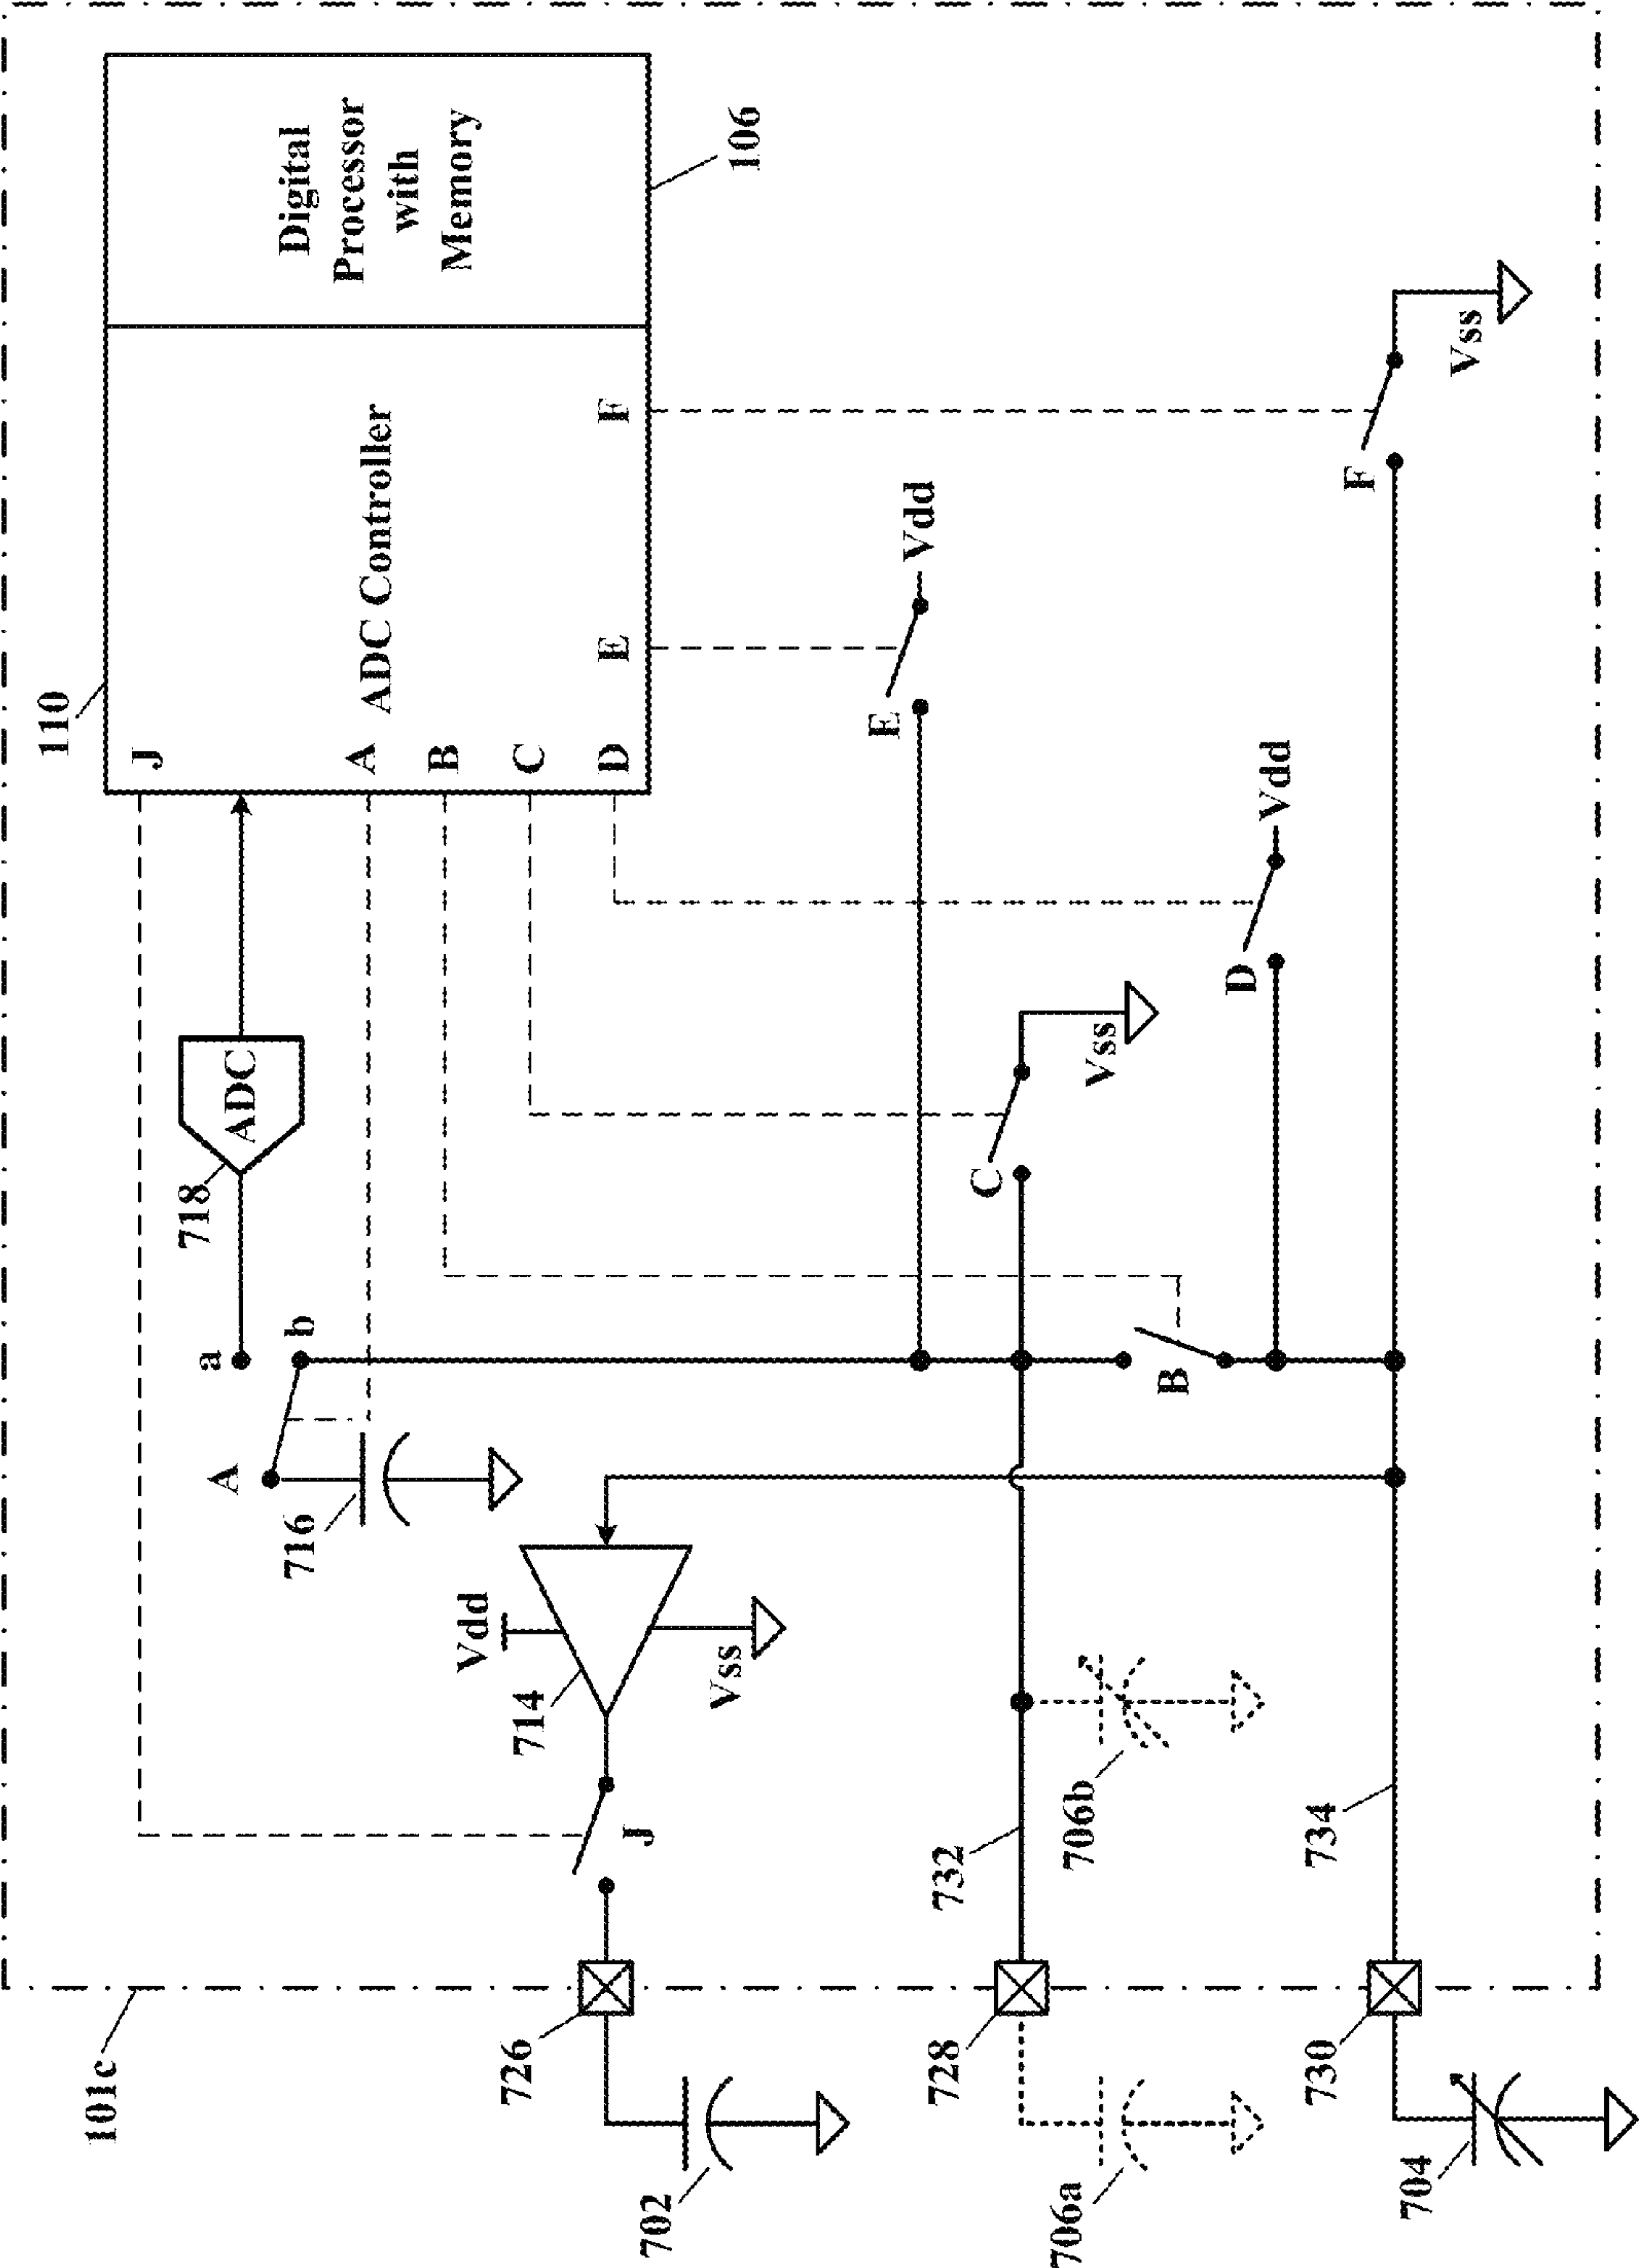 101c
702
726
706a
728
704
730
J
714
Vdd
Vss
732
706b
734
A
716
a
b
718
ADC
B
C
Vss
D
Vdd
E
Vdd
F
Vss
110
J
A
B
C
D
E
F
ADC Controller
Digital
Processor
with
Memory
106